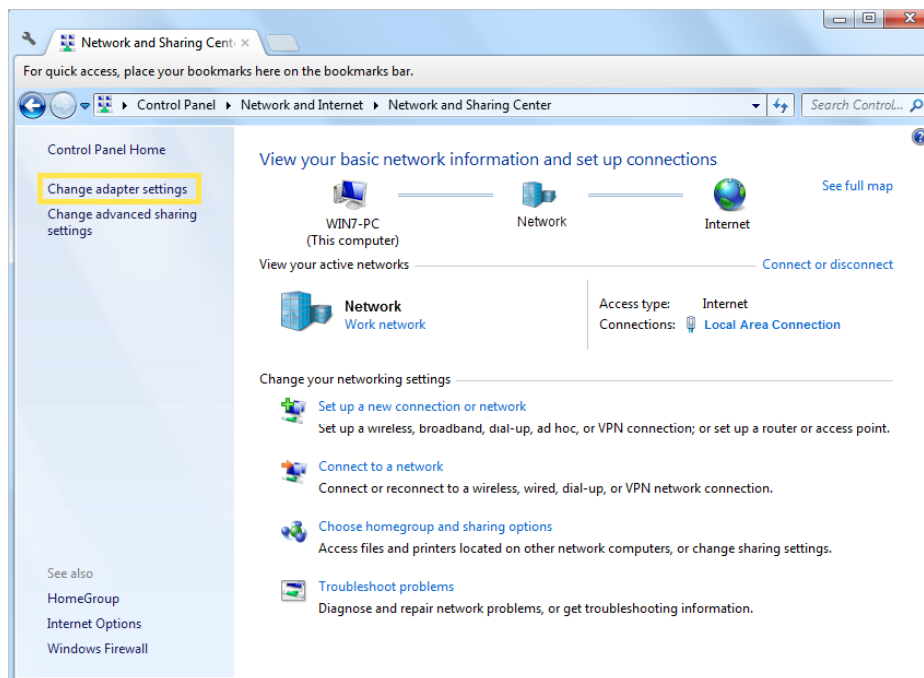 Network and Sharing Cent
For quick access, place your bookmarks here on the bookmarks bar.
Control Panel Network and Internet Network and Sharing Center
Search Control...
Control Panel Home
Change adapter settings
Change advanced sharing
settings
View your basic network information and set up connections
See full map
WIN7-PC
(This computer)
Network
Internet
View your active networks
Connect or disconnect
Network
Work network
Access type: Internet
Connections: Local Area Connection
Change your networking settings
Set up a new connection or network
Set up a wireless, broadband, dial-up, ad hoc, or VPN connection; or set up a router or access point.
Connect to a network
Connect or reconnect to a wireless, wired, dial-up, or VPN network connection.
Choose homegroup and sharing options
Access files and printers located on other network computers, or change sharing settings.
Troubleshoot problems
Diagnose and repair network problems, or get troubleshooting information.
See also
HomeGroup
Internet Options
Windows Firewall